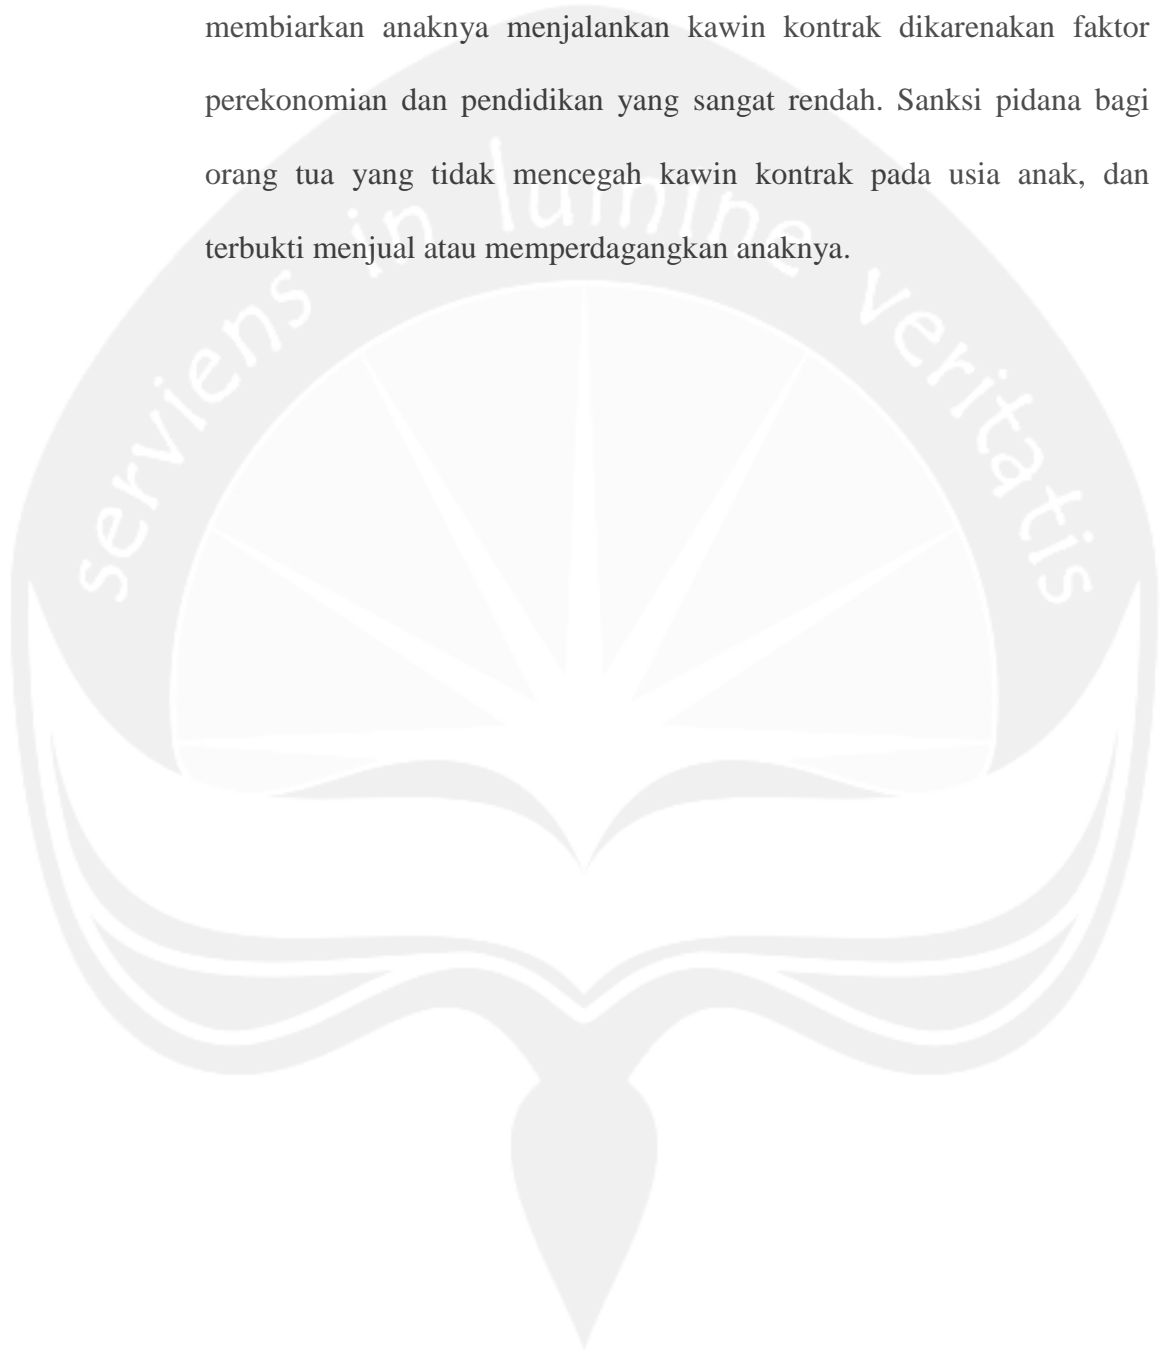 membiarkan anaknya menjalankan kawin kontrak dikarenakan faktor
perekonomian dan pendidikan yang sangat rendah. Sanksi pidana bagi
orang tua yang tidak mencegah kawin kontrak pada usia anak, dan
terbukti menjual atau memperdagangkan anaknya.
serviens in lumine veritatis